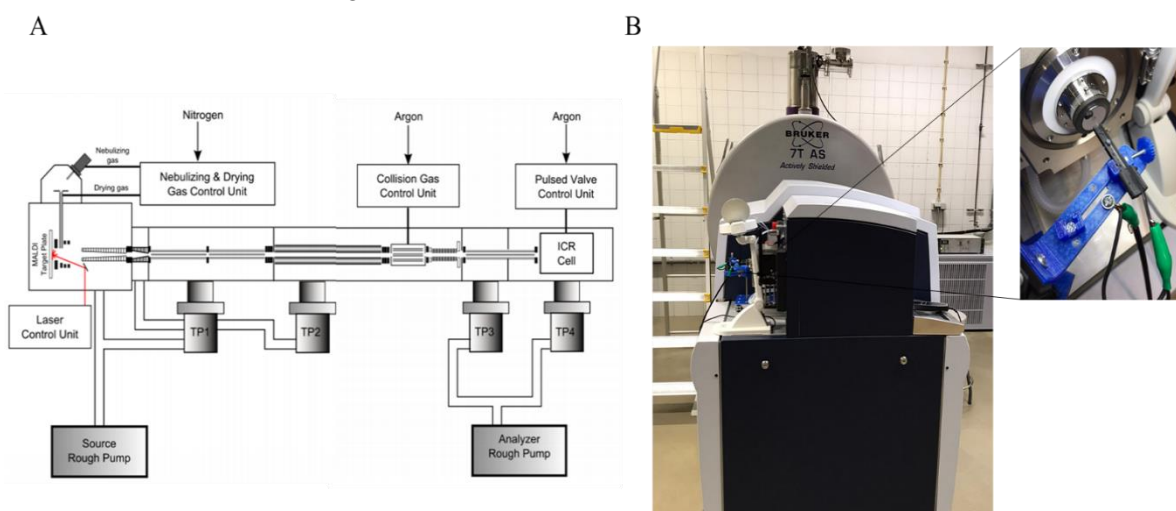 A
B
Nitrogen
Argon
Argon
Nebulizing
gas
Nebulizing & Drying
Gas Control Unit
Collision Gas
Control Unit
Pulsed Valve
Control Unit
Drying gas
MALDI
Target Plate
ICR
Cell
Laser
Control Unit
TP1
TP2
TP3
TP4
Source
Rough Pump
Analyzer
Rough Pump
BRUKER
7T AS
Actively Shielded